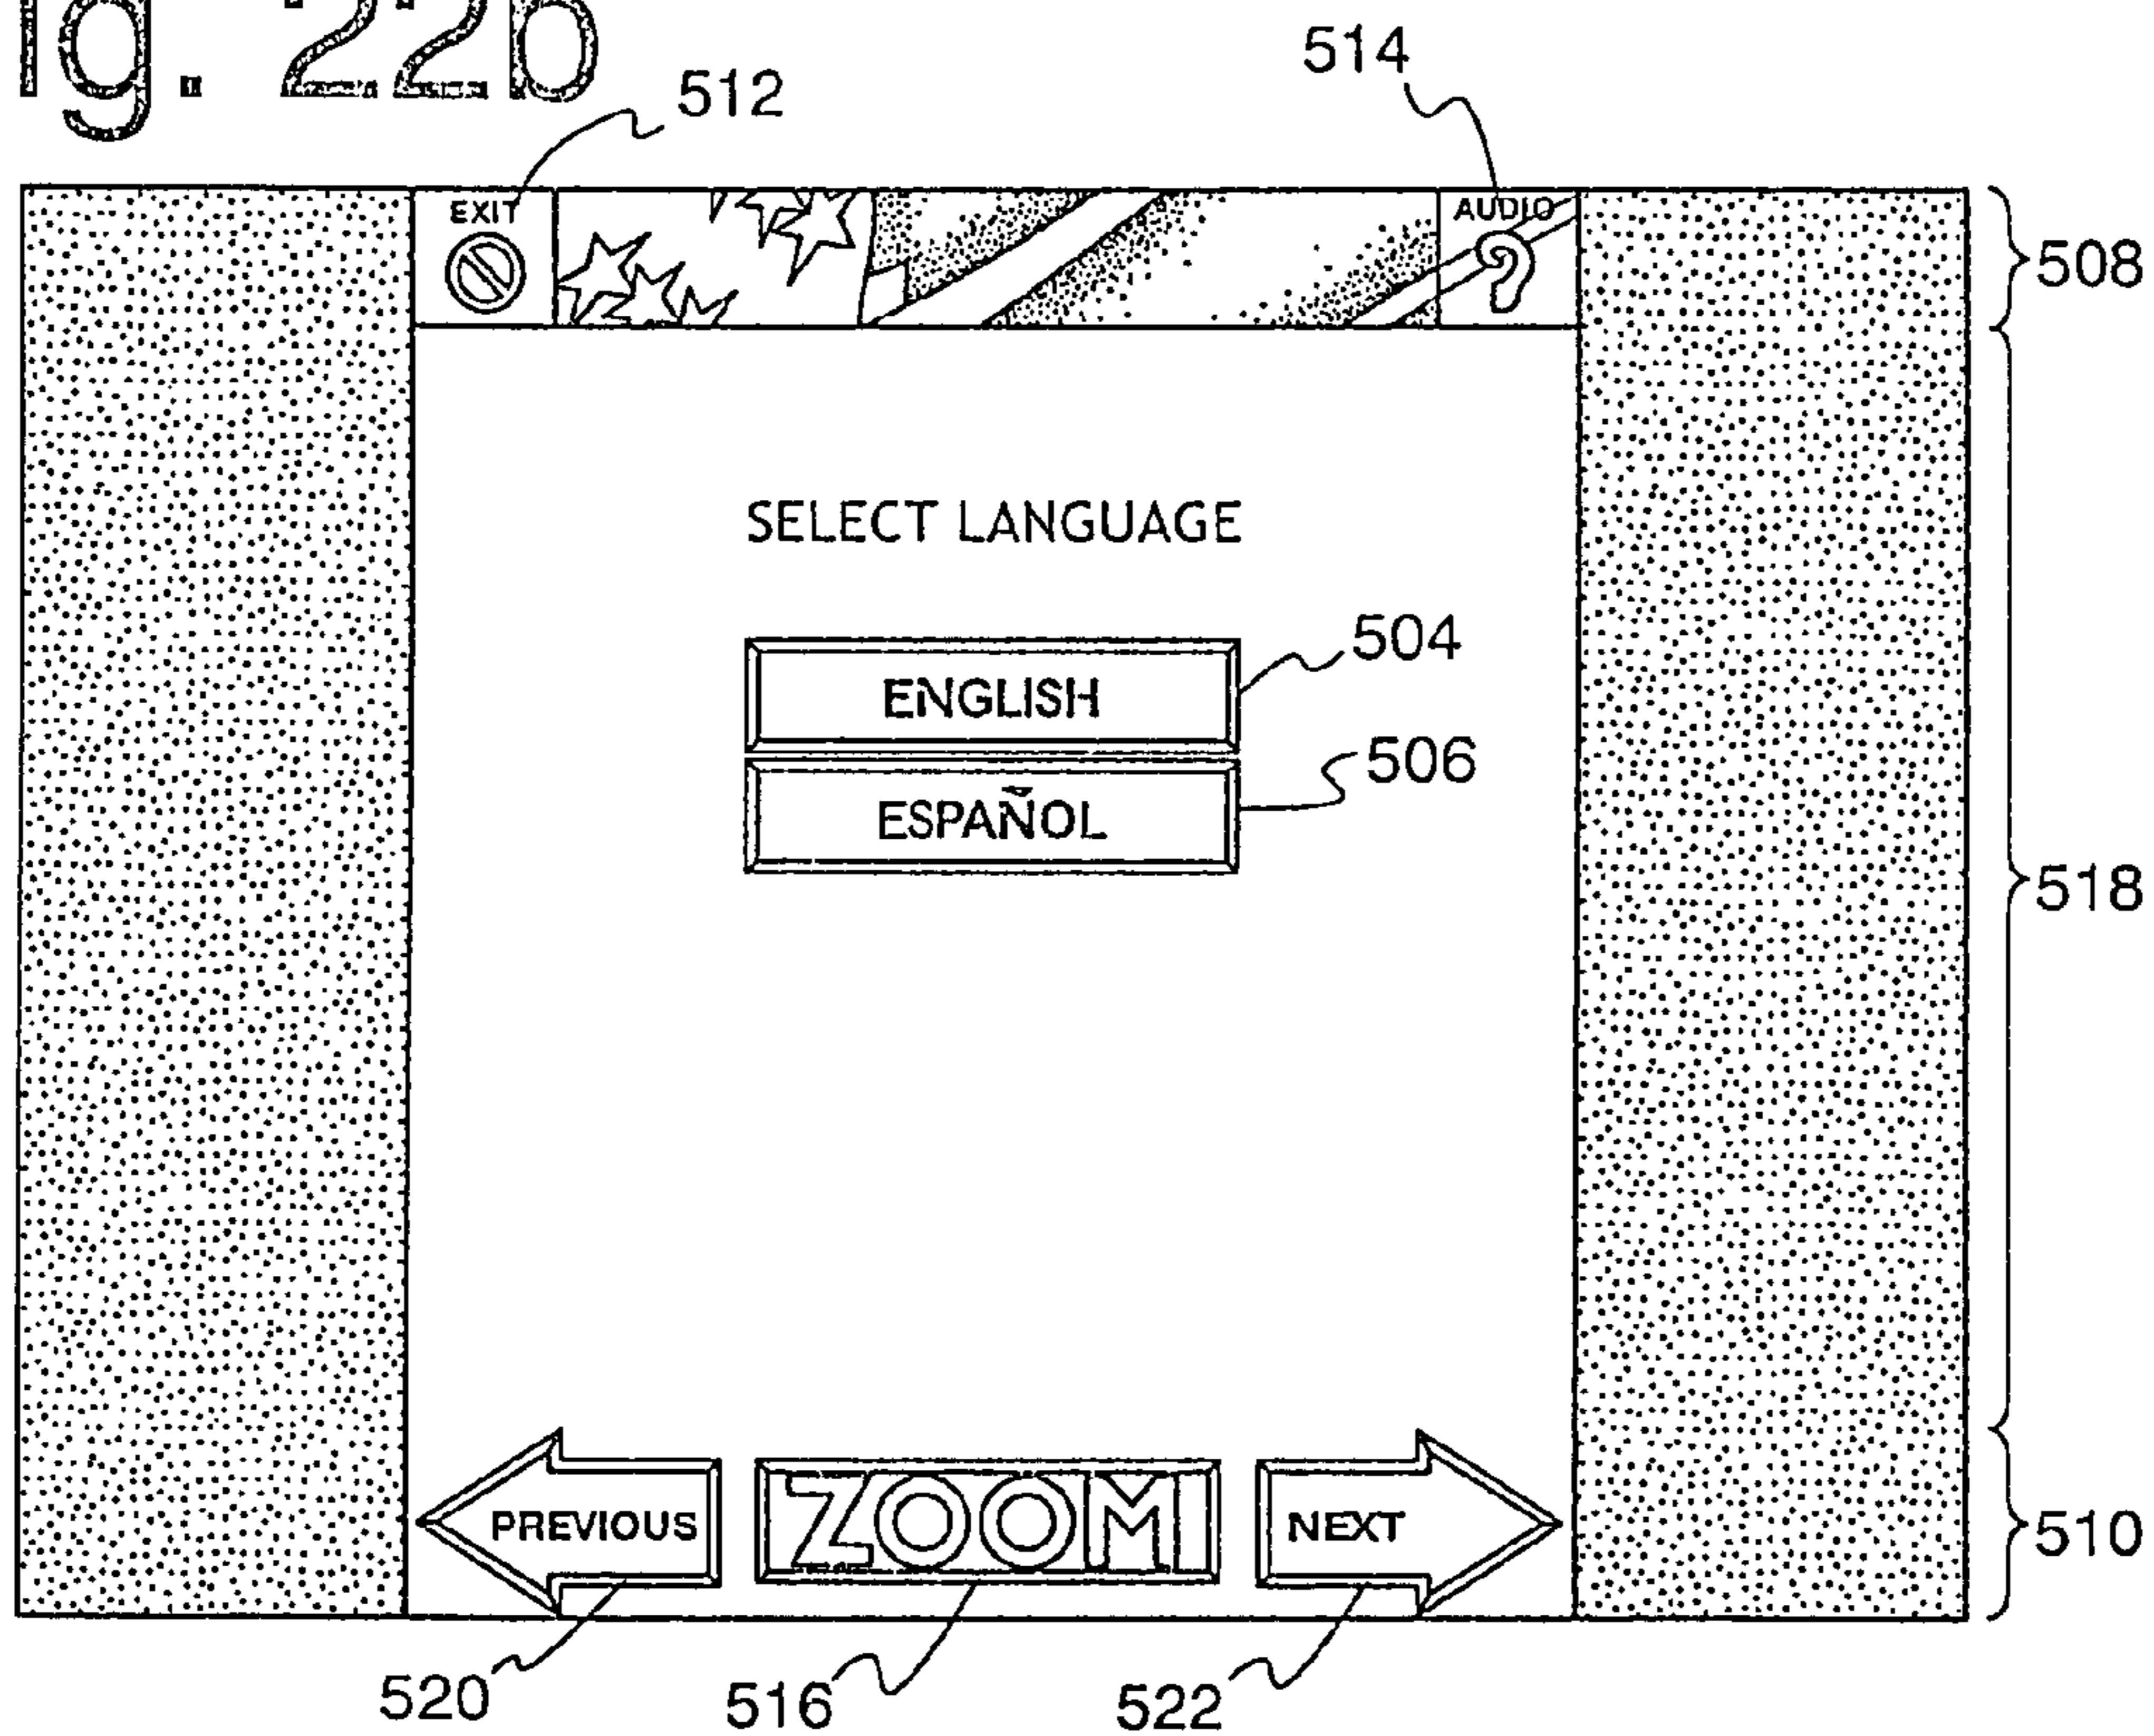 ig. 22b
512
514
EXIT
AUDIO
508
SELECT LANGUAGE
ENGLISH
504
ESPAÑOL
506
518
PREVIOUS
ZOOM
NEXT
510
520
516
522